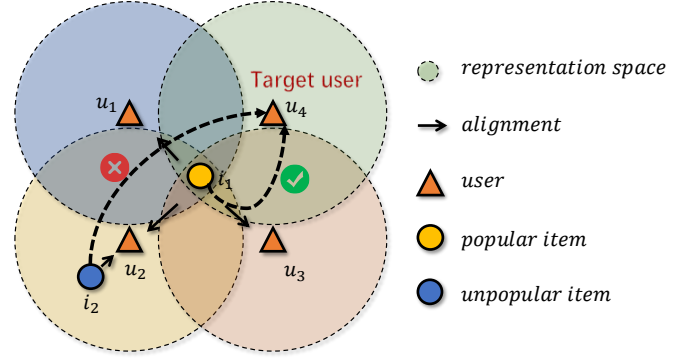 Target user
u₁
u₄
i₁
u₂
u₃
i₂
representation space
alignment
user
popular item
unpopular item